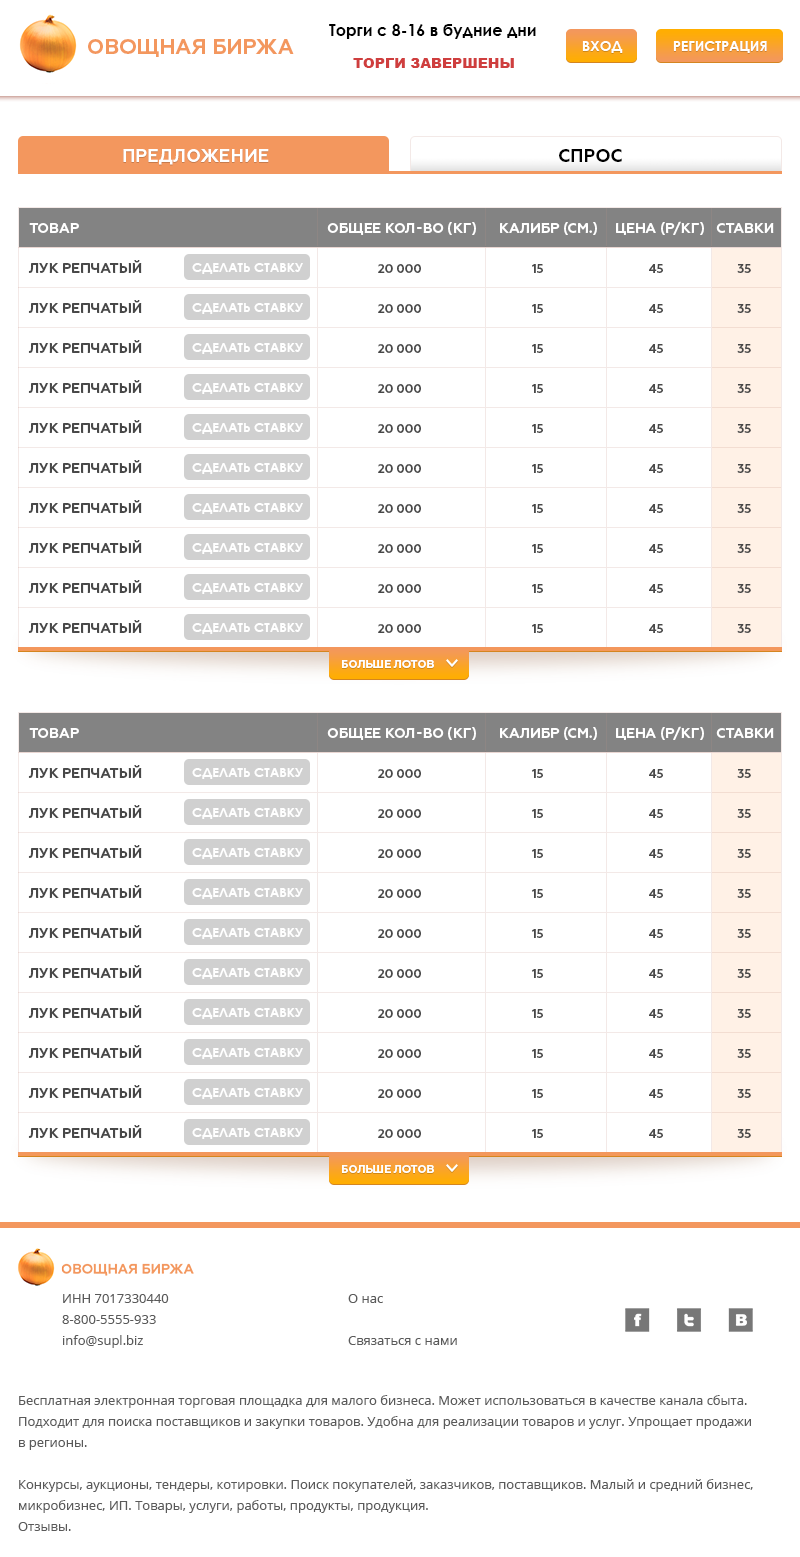 ОВОЩНАЯ БИРЖА
Торги с 8-16 в будние дни
ТОРГИ ЗАВЕРШЕНЫ
ВХОД
РЕГИСТРАЦИЯ
ПРЕДЛОЖЕНИЕ
СПРОС
ТОВАР ОБЩЕЕ КОЛ-ВО (КГ) КАЛИБР (СМ.) ЦЕНА (Р/КГ) СТАВКИ
ЛУК РЕПЧАТЫЙ СДЕЛАТЬ СТАВКУ 20 000 15 45 35
ЛУК РЕПЧАТЫЙ СДЕЛАТЬ СТАВКУ 20 000 15 45 35
ЛУК РЕПЧАТЫЙ СДЕЛАТЬ СТАВКУ 20 000 15 45 35
ЛУК РЕПЧАТЫЙ СДЕЛАТЬ СТАВКУ 20 000 15 45 35
ЛУК РЕПЧАТЫЙ СДЕЛАТЬ СТАВКУ 20 000 15 45 35
ЛУК РЕПЧАТЫЙ СДЕЛАТЬ СТАВКУ 20 000 15 45 35
ЛУК РЕПЧАТЫЙ СДЕЛАТЬ СТАВКУ 20 000 15 45 35
ЛУК РЕПЧАТЫЙ СДЕЛАТЬ СТАВКУ 20 000 15 45 35
ЛУК РЕПЧАТЫЙ СДЕЛАТЬ СТАВКУ 20 000 15 45 35
ЛУК РЕПЧАТЫЙ СДЕЛАТЬ СТАВКУ 20 000 15 45 35
БОЛЬШЕ ЛОТОВ
ТОВАР ОБЩЕЕ КОЛ-ВО (КГ) КАЛИБР (СМ.) ЦЕНА (Р/КГ) СТАВКИ
ЛУК РЕПЧАТЫЙ СДЕЛАТЬ СТАВКУ 20 000 15 45 35
ЛУК РЕПЧАТЫЙ СДЕЛАТЬ СТАВКУ 20 000 15 45 35
ЛУК РЕПЧАТЫЙ СДЕЛАТЬ СТАВКУ 20 000 15 45 35
ЛУК РЕПЧАТЫЙ СДЕЛАТЬ СТАВКУ 20 000 15 45 35
ЛУК РЕПЧАТЫЙ СДЕЛАТЬ СТАВКУ 20 000 15 45 35
ЛУК РЕПЧАТЫЙ СДЕЛАТЬ СТАВКУ 20 000 15 45 35
ЛУК РЕПЧАТЫЙ СДЕЛАТЬ СТАВКУ 20 000 15 45 35
ЛУК РЕПЧАТЫЙ СДЕЛАТЬ СТАВКУ 20 000 15 45 35
ЛУК РЕПЧАТЫЙ СДЕЛАТЬ СТАВКУ 20 000 15 45 35
ЛУК РЕПЧАТЫЙ СДЕЛАТЬ СТАВКУ 20 000 15 45 35
БОЛЬШЕ ЛОТОВ
ОВОЩНАЯ БИРЖА
ИНН 7017330440
8-800-5555-933
info@supl.biz
О нас
Связаться с нами
f t В
Бесплатная электронная торговая площадка для малого бизнеса. Может использоваться в качестве канала сбыта.
Подходит для поиска поставщиков и закупки товаров. Удобна для реализации товаров и услуг. Упрощает продажи
в регионы.
Конкурсы, аукционы, тендеры, котировки. Поиск покупателей, заказчиков, поставщиков. Малый и средний бизнес,
микробизнес, ИП. Товары, услуги, работы, продукты, продукция.
Отзывы.